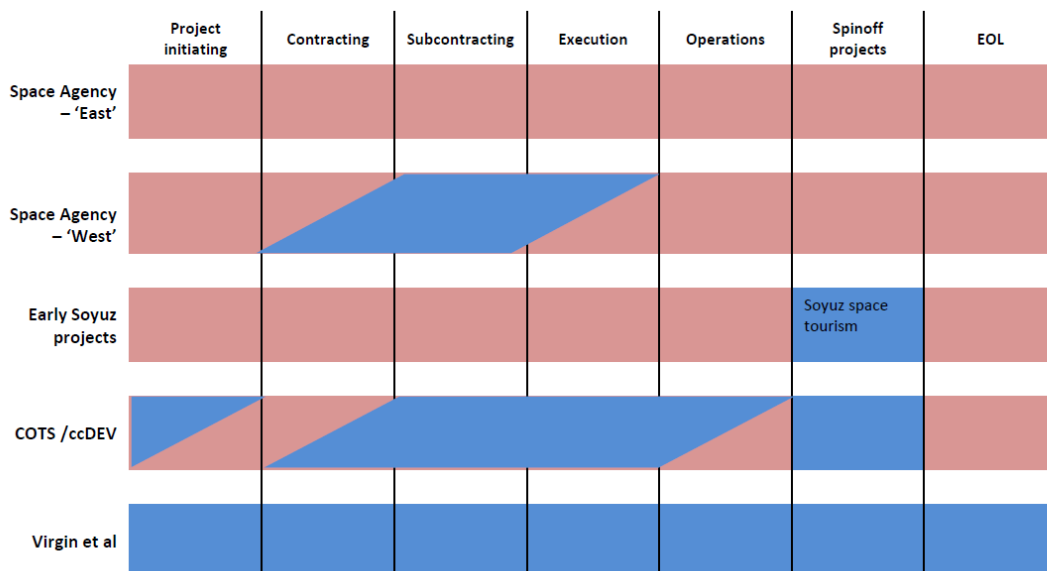 Project
initiating
Contracting
Subcontracting
Execution
Operations
Spinoff
projects
EOL
Space Agency
– ‘East’
Space Agency
– ‘West’
Early Soyuz
projects
Soyuz space
tourism
COTS /ccDEV
Virgin et al